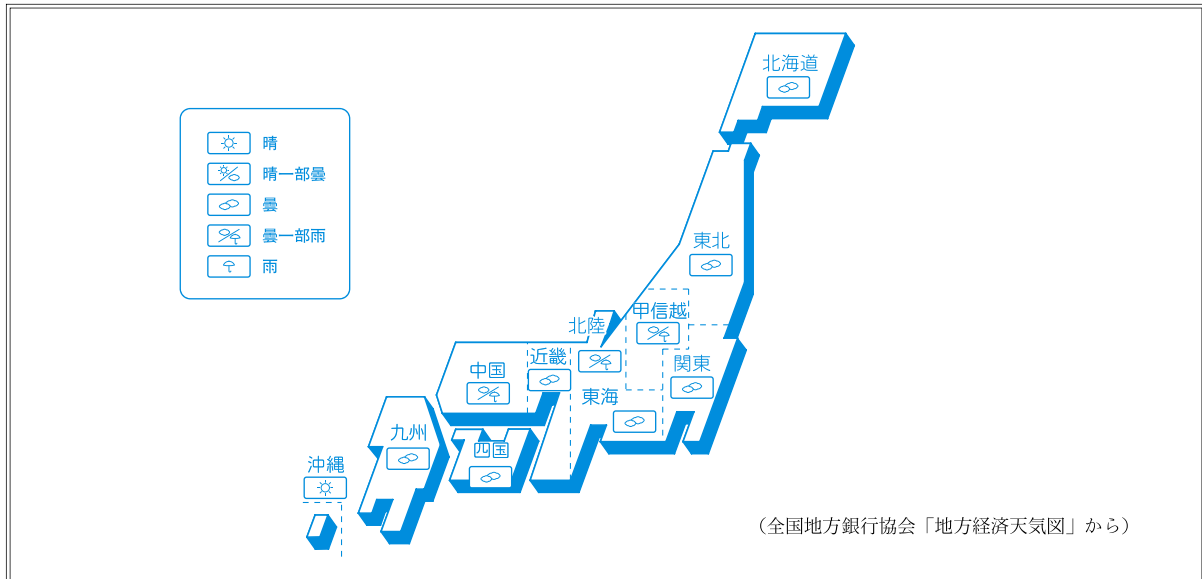 北海道
晴
晴一部曇
曇
曇一部雨
雨
東北
甲信越
北陸
近畿
関東
中国
東海
九州
四国
沖縄
（全国地方銀行協会「地方経済天気図」から）